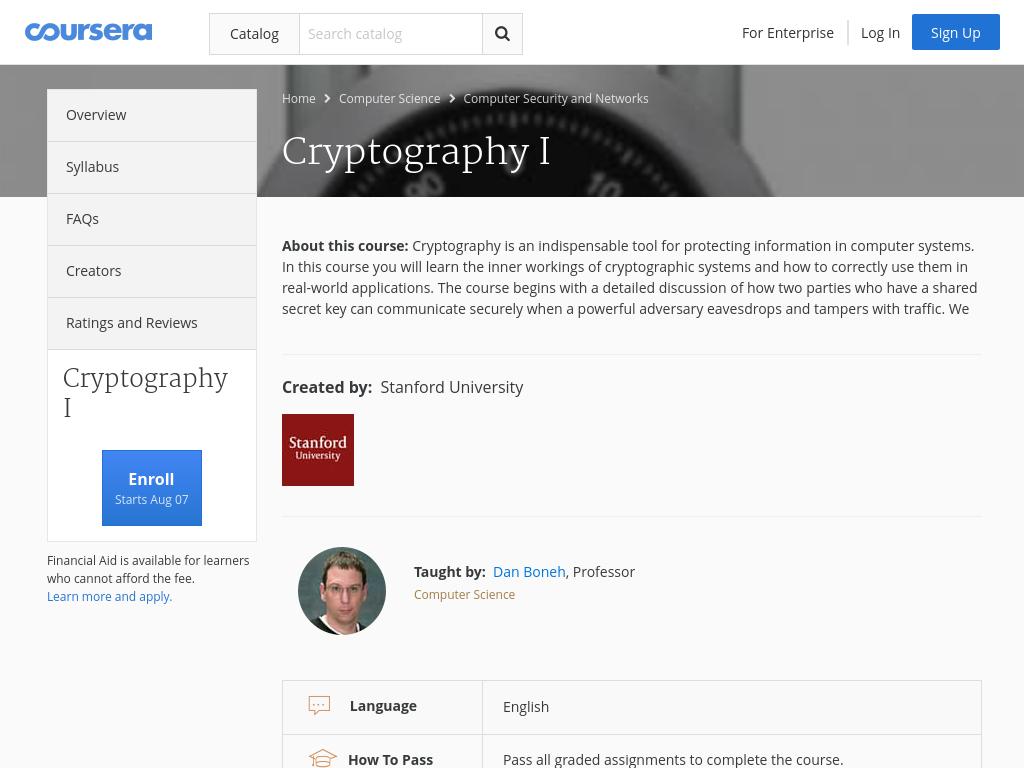 coursera
Catalog
Search catalog
For Enterprise
Log In
Sign Up
Overview
Syllabus
FAQs
Creators
Ratings and Reviews
Cryptography
I
Enroll
Starts Aug 07
Financial Aid is available for learners
who cannot afford the fee.
Learn more and apply.
Home > Computer Science > Computer Security and Networks
Cryptography I
90
10
About this course: Cryptography is an indispensable tool for protecting information in computer systems.
In this course you will learn the inner workings of cryptographic systems and how to correctly use them in
real-world applications. The course begins with a detailed discussion of how two parties who have a shared
secret key can communicate securely when a powerful adversary eavesdrops and tampers with traffic. We
Created by: Stanford University
Stanford
University
Taught by: Dan Boneh, Professor
Computer Science
Language
English
How To Pass
Pass all graded assignments to complete the course.